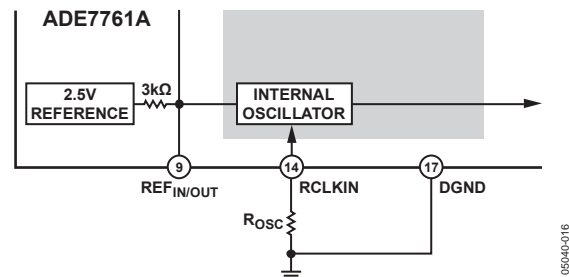 ADE7761A
2.5V
REFERENCE
3kΩ
INTERNAL
OSCILLATOR
9
14
17
REFIN/OUT
RCLKIN
DGND
ROSC
05040-016